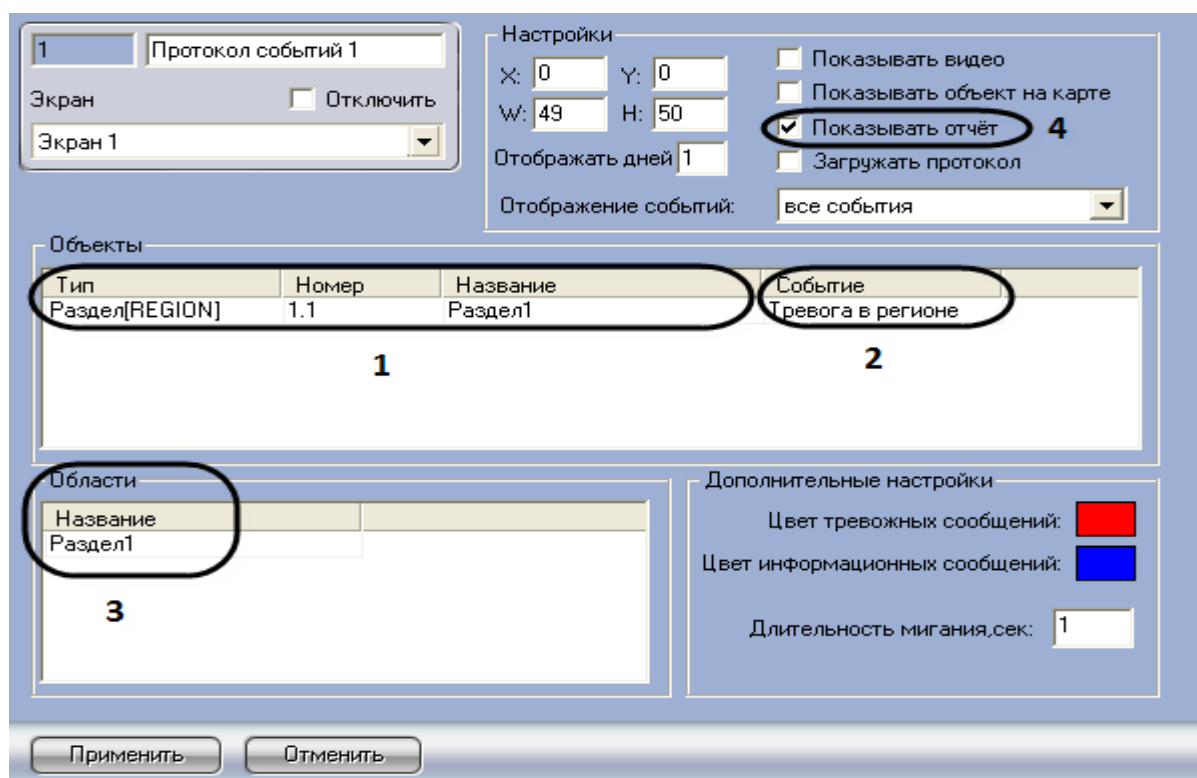 1 Протокол событий 1
Экран Отключить
Экран 1
Настройки
X: 0 Y: 0
W: 49 H: 50
Отображать дней 1
Показывать видео
Показывать объект на карте
Показывать отчёт 4
Загружать протокол
Отображение событий: все события
Объекты
Тип Номер Название Событие
Раздел[REGION] 1.1 Раздел1 Тревога в регионе
1 2
Области
Название
Раздел1
3
Дополнительные настройки
Цвет тревожных сообщений:
Цвет информационных сообщений:
Длительность мигания,сек: 1
Применить Отменить